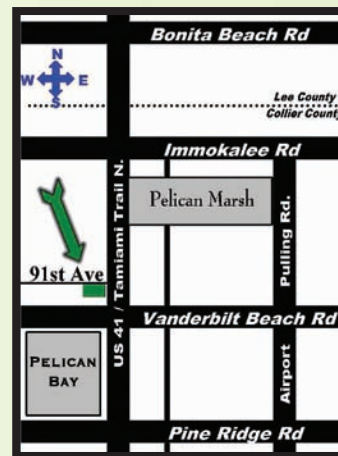 Bonita Beach Rd
N
W E
S
Lee County
Collier County
Immokalee Rd
US 41 / Tamiami Trail N.
Pelican Marsh
Airport Pulling Rd.
91st Ave
Vanderbilt Beach Rd
PELICAN
BAY
Pine Ridge Rd